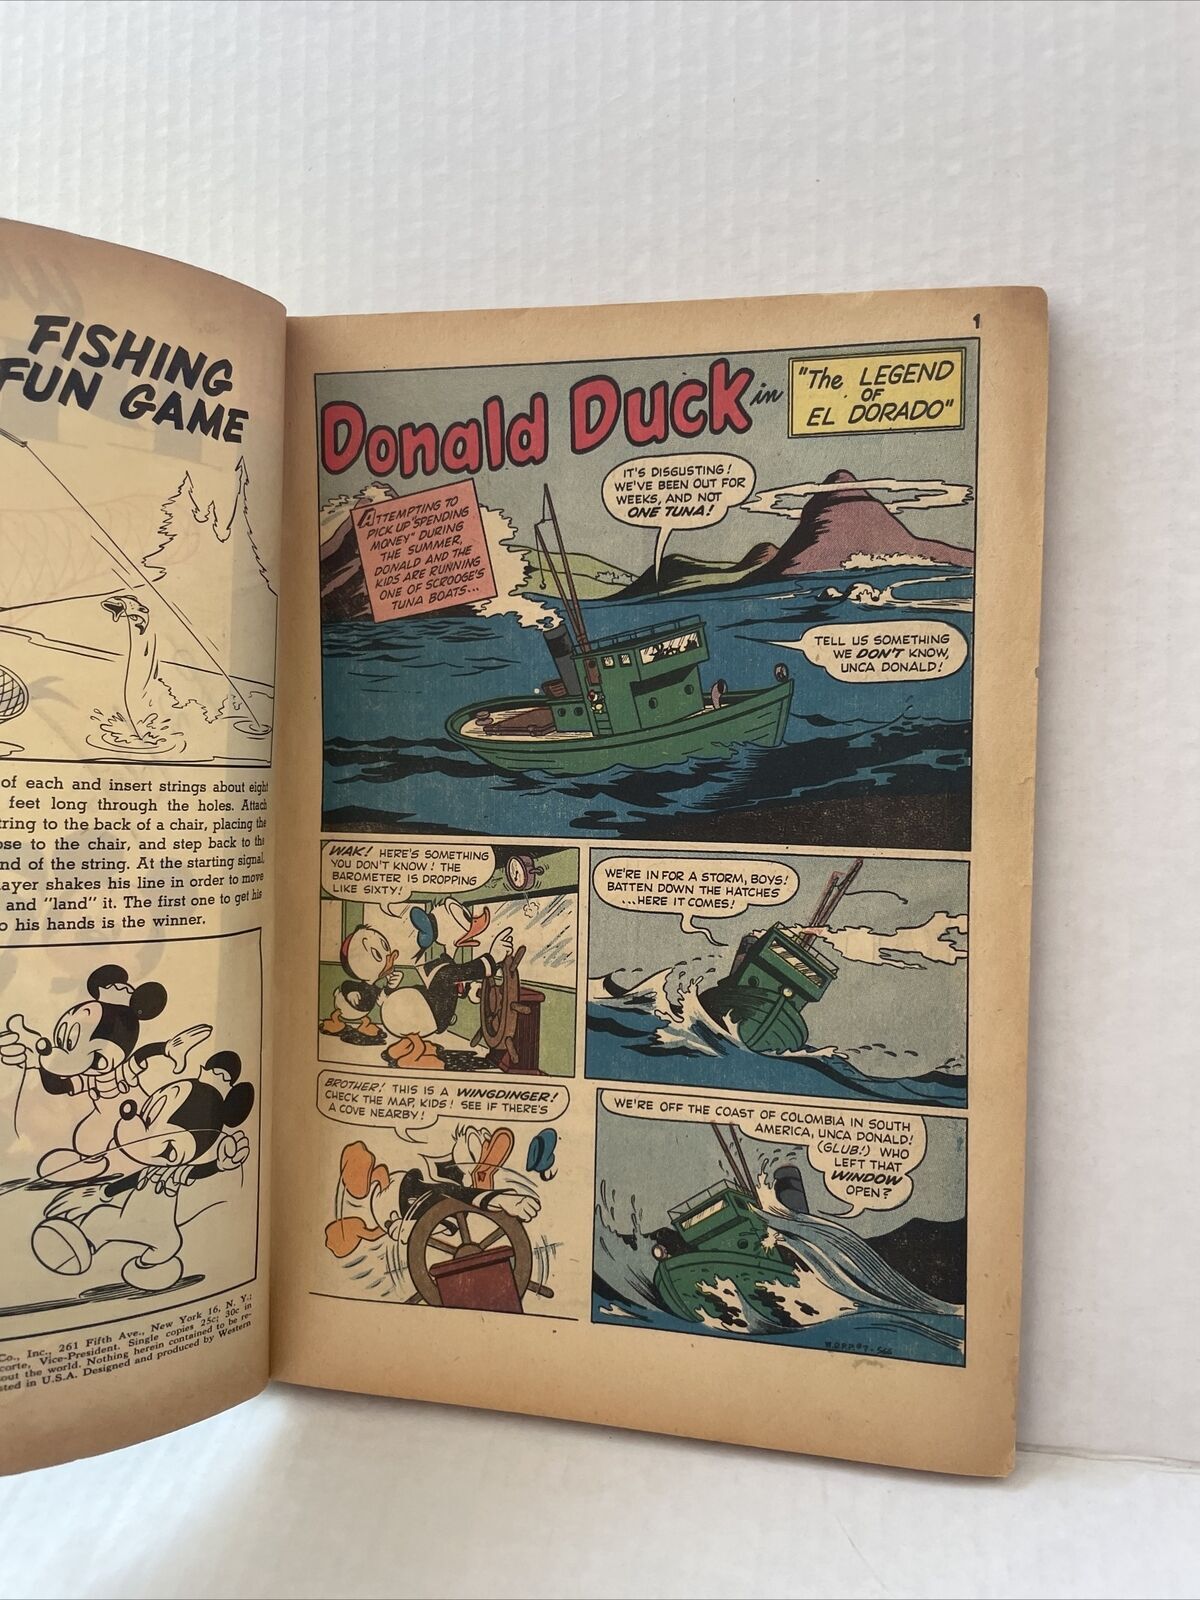 FISHING
FUN GAME
of each and insert strings about eight
feet long through the holes. Attach
string to the back of a chair, placing the
ose to the chair, and step back to the
nd of the string. At the starting signal,
layer shakes his line in order to move
and "land" it. The first one to get his
o his hands is the winner.
Co., Inc., 261 Fifth Ave., New York 16, N. Y.;
corte, Vice-President. Single copies 25c; 30c in
out the world. Nothing herein contained to be re-
sted in U.S.A. Designed and produced by Western
1
Donald Duck in
"The LEGEND
OF
EL DORADO"
ATTEMPTING TO
PICK UP "SPENDING
MONEY" DURING
THE SUMMER,
DONALD AND THE
KIDS ARE RUNNING
ONE OF SCROOGE'S
TUNA BOATS...
IT'S DISGUSTING!
WE'VE BEEN OUT FOR
WEEKS, AND NOT
ONE TUNA!
TELL US SOMETHING
WE DON'T KNOW,
UNCA DONALD!
WAK! HERE'S SOMETHING
YOU DON'T KNOW! THE
BAROMETER IS DROPPING
LIKE SIXTY!
WE'RE IN FOR A STORM, BOYS!
BATTEN DOWN THE HATCHES
...HERE IT COMES!
BROTHER! THIS IS A WINGDINGER!
CHECK THE MAP, KIDS! SEE IF THERE'S
A COVE NEARBY!
WE'RE OFF THE COAST OF COLOMBIA IN SOUTH
AMERICA, UNCA DONALD!
(GLUB!) WHO
LEFT THAT
WINDOW
OPEN?